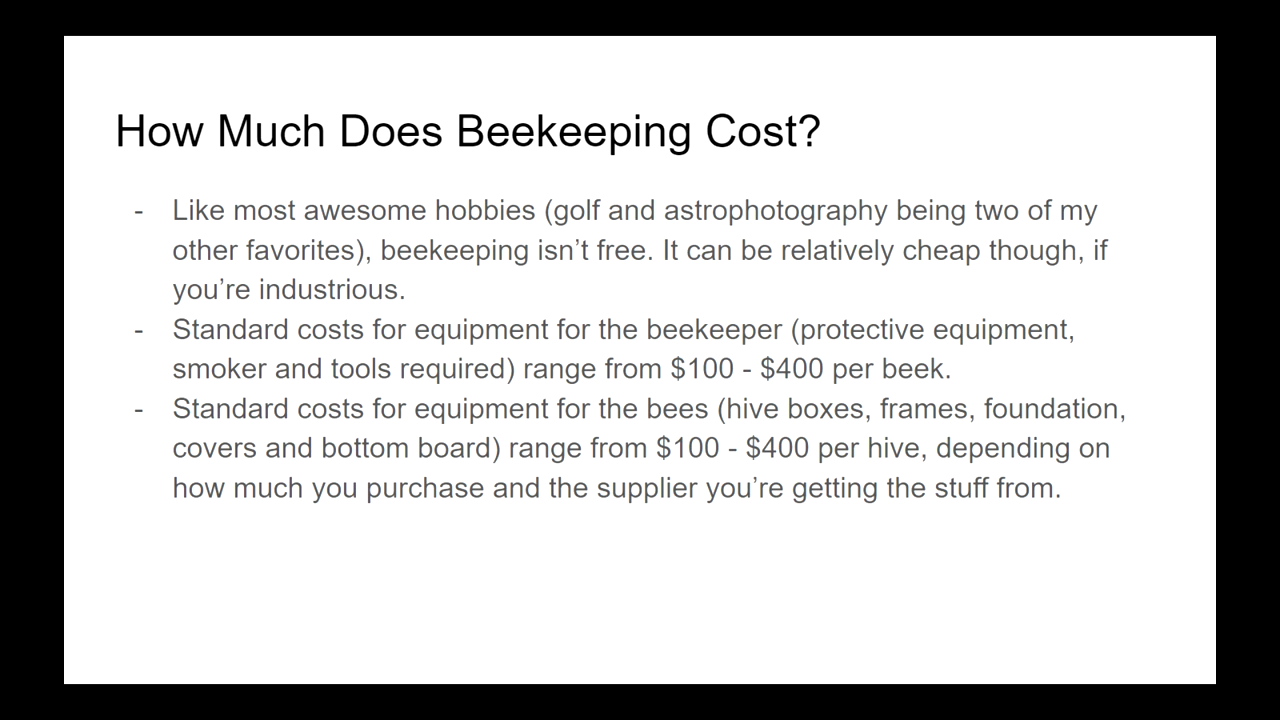 How Much Does Beekeeping Cost?
- Like most awesome hobbies (golf and astrophotography being two of my
other favorites), beekeeping isn’t free. It can be relatively cheap though, if
you’re industrious.
- Standard costs for equipment for the beekeeper (protective equipment,
smoker and tools required) range from $100 - $400 per beek.
- Standard costs for equipment for the bees (hive boxes, frames, foundation,
covers and bottom board) range from $100 - $400 per hive, depending on
how much you purchase and the supplier you’re getting the stuff from.